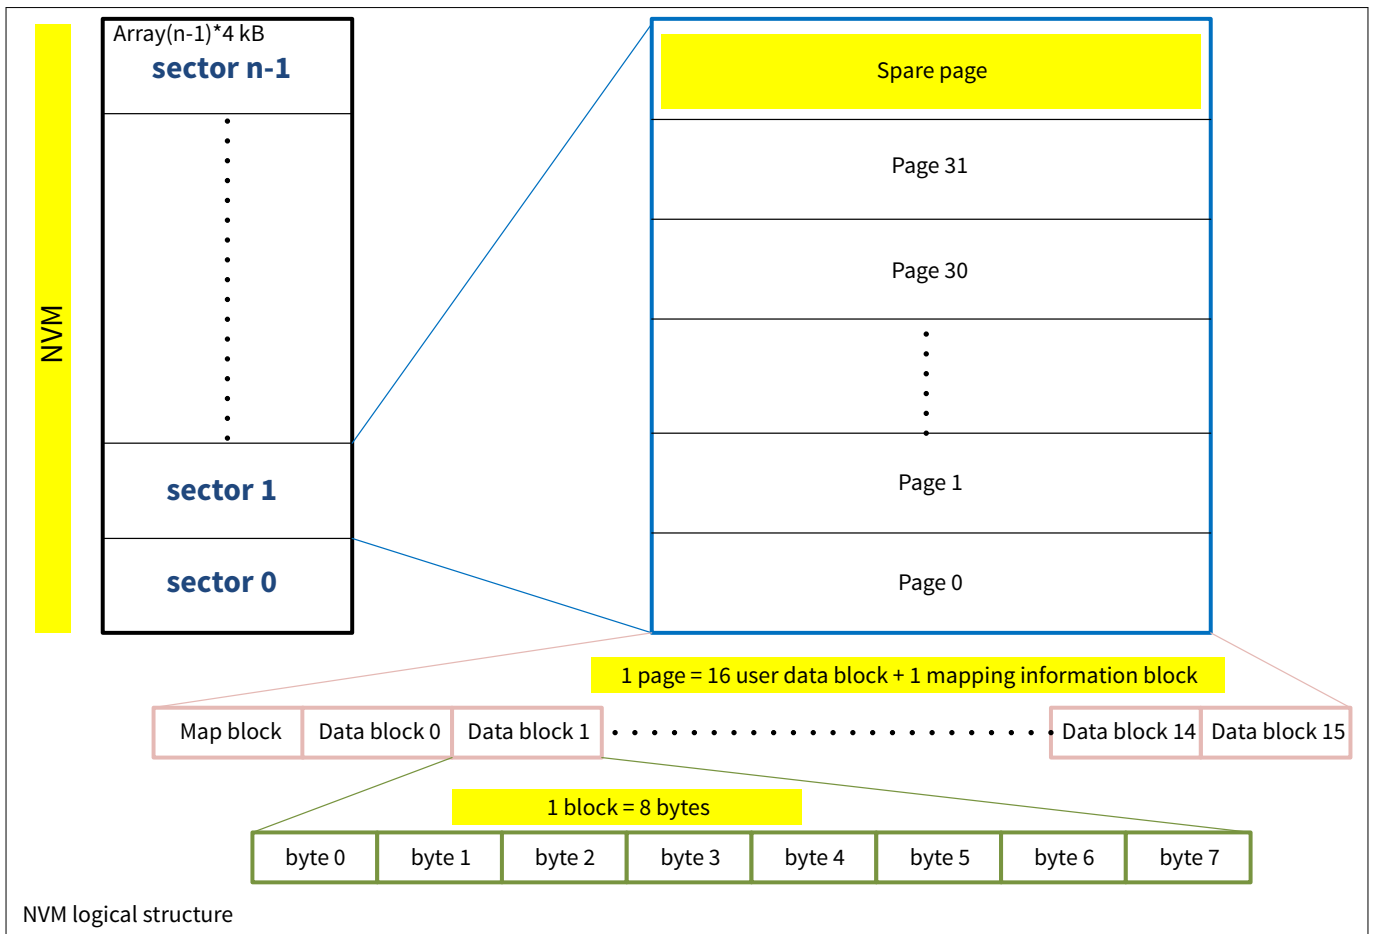 NVM
Array(n-1)*4 kB
sector n-1
sector 1
sector 0
Spare page
Page 31
Page 30
Page 1
Page 0
1 page = 16 user data block + 1 mapping information block
Map block
Data block 0
Data block 1
Data block 14
Data block 15
1 block = 8 bytes
byte 0
byte 1
byte 2
byte 3
byte 4
byte 5
byte 6
byte 7
NVM logical structure